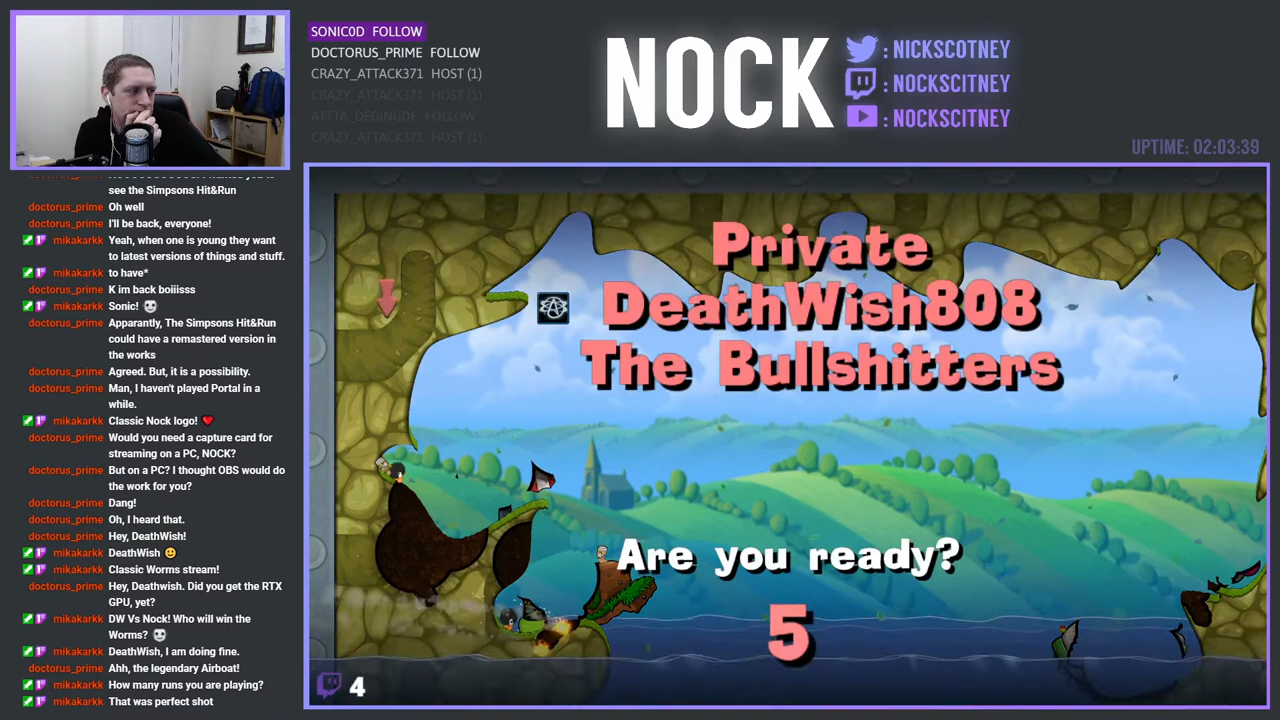 SONIC0D FOLLOW
DOCTORUS_PRIME FOLLOW
CRAZY_ATTACK371 HOST (1)
CRAZY_ATTACK371 HOST (1)
ATTTA_DEGINGDE FOLLOW
CRAZY_ATTACK371 HOST (1)
NOCK
: NICKSCOTNEY
: NOCKSCITNEY
: NOCKSCITNEY
UPTIME: 02:03:39
see the Simpsons Hit&Run
doctorus_prime Oh well
doctorus_prime I'll be back, everyone!
mikakarkk Yeah, when one is young they want
to latest versions of things and stuff.
mikakarkk to have*
doctorus_prime K im back boiiisss
mikakarkk Sonic!
doctorus_prime Apparantly, The Simpsons Hit&Run
could have a remastered version in
the works
doctorus_prime Agreed. But, it is a possibility.
doctorus_prime Man, I haven't played Portal in a
while.
mikakarkk Classic Nock logo!
doctorus_prime Would you need a capture card for
streaming on a PC, NOCK?
doctorus_prime But on a PC? I thought OBS would do
the work for you?
doctorus_prime Dang!
doctorus_prime Oh, I heard that.
doctorus_prime Hey, DeathWish!
mikakarkk DeathWish
mikakarkk Classic Worms stream!
doctorus_prime Hey, Deathwish. Did you get the RTX
GPU, yet?
mikakarkk DW Vs Nock! Who will win the
Worms?
mikakarkk DeathWish, I am doing fine.
doctorus_prime Ahh, the legendary Airboat!
mikakarkk How many runs you are playing?
mikakarkk That was perfect shot
Private
DeathWish808
The Bullshitters
Are you ready?
5
4